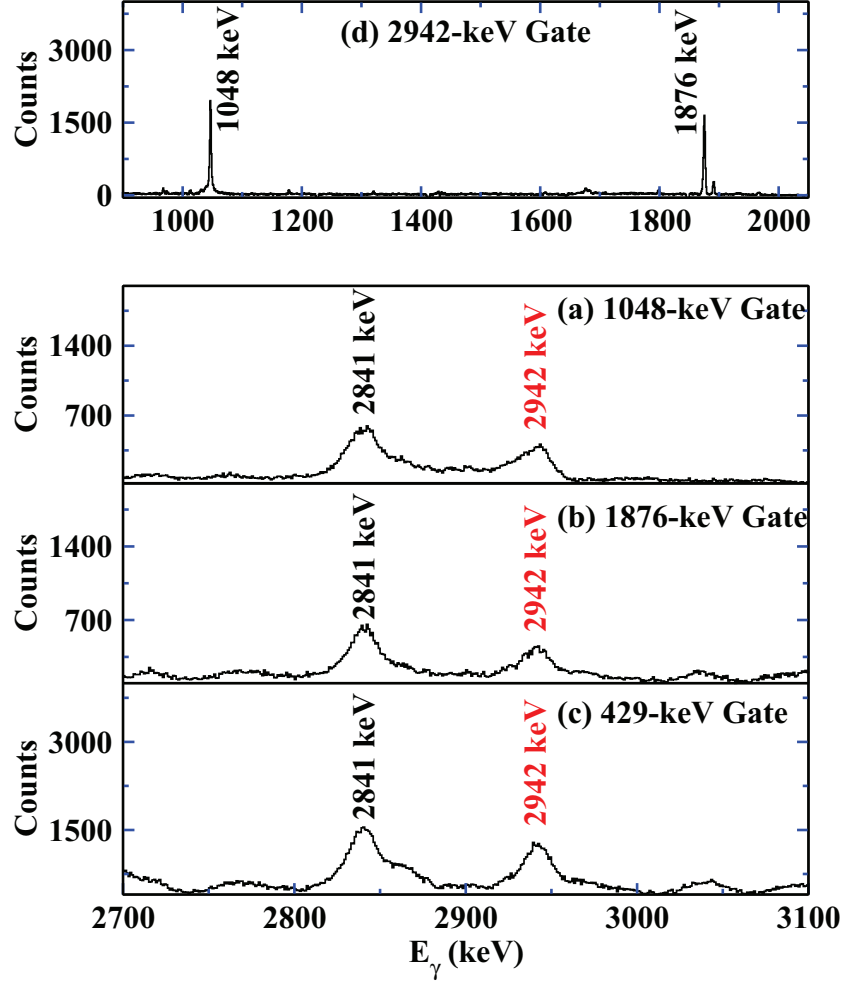 (d) 2942-keV Gate
Counts
3000
1500
0
1048 keV
1876 keV
1000 1200 1400 1600 1800 2000
(a) 1048-keV Gate
Counts
1400
700
2841 keV
2942 keV
(b) 1876-keV Gate
Counts
1400
700
2841 keV
2942 keV
(c) 429-keV Gate
Counts
3000
1500
2841 keV
2942 keV
2700 2800 2900 3000 3100
Eγ (keV)